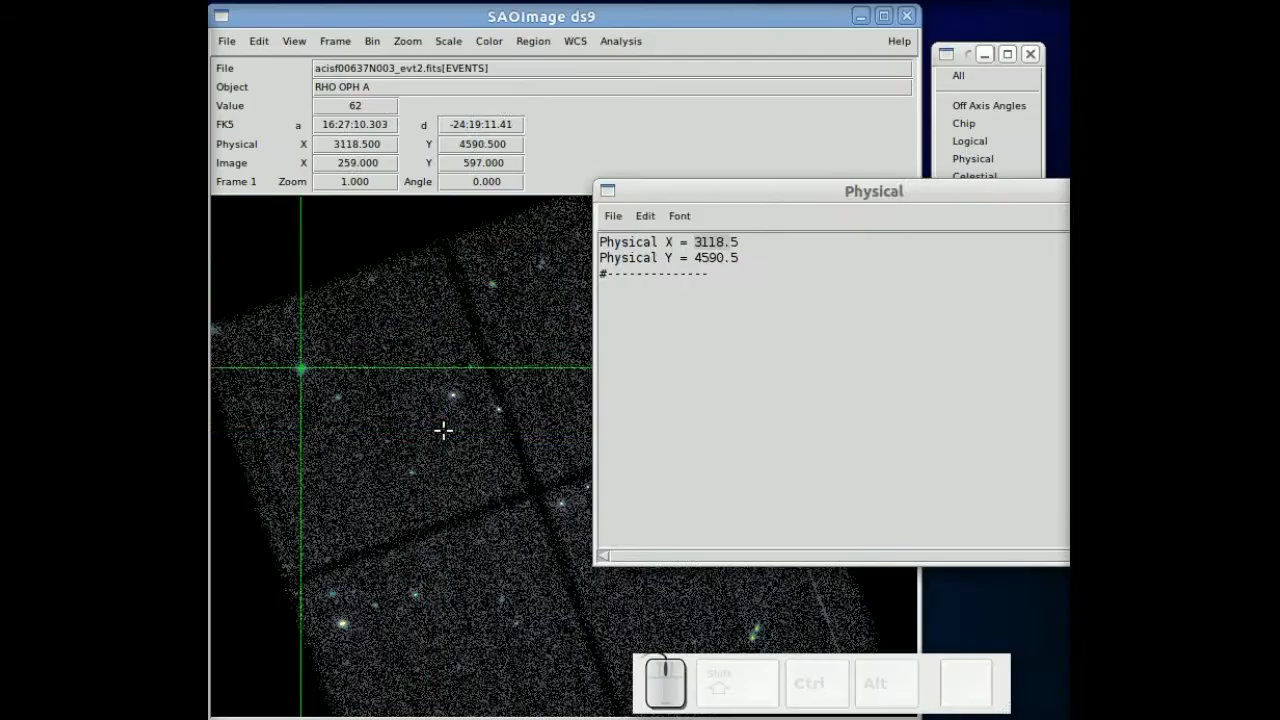 SAOImage ds9
File Edit View Frame Bin Zoom Scale Color Region WCS Analysis Help
File acisf00637N003_evt2.fits[EVENTS]
Object RHO OPH A
Value 62
FK5 a 16:27:10.303 d -24:19:11.41
Physical X 3118.500 Y 4590.500
Image X 259.000 Y 597.000
Frame 1 Zoom 1.000 Angle 0.000
All
Off Axis Angles
Chip
Logical
Physical
Celestial
Physical
File Edit Font
Physical X = 3118.5
Physical Y = 4590.5
#--------------
Shift Ctrl Alt